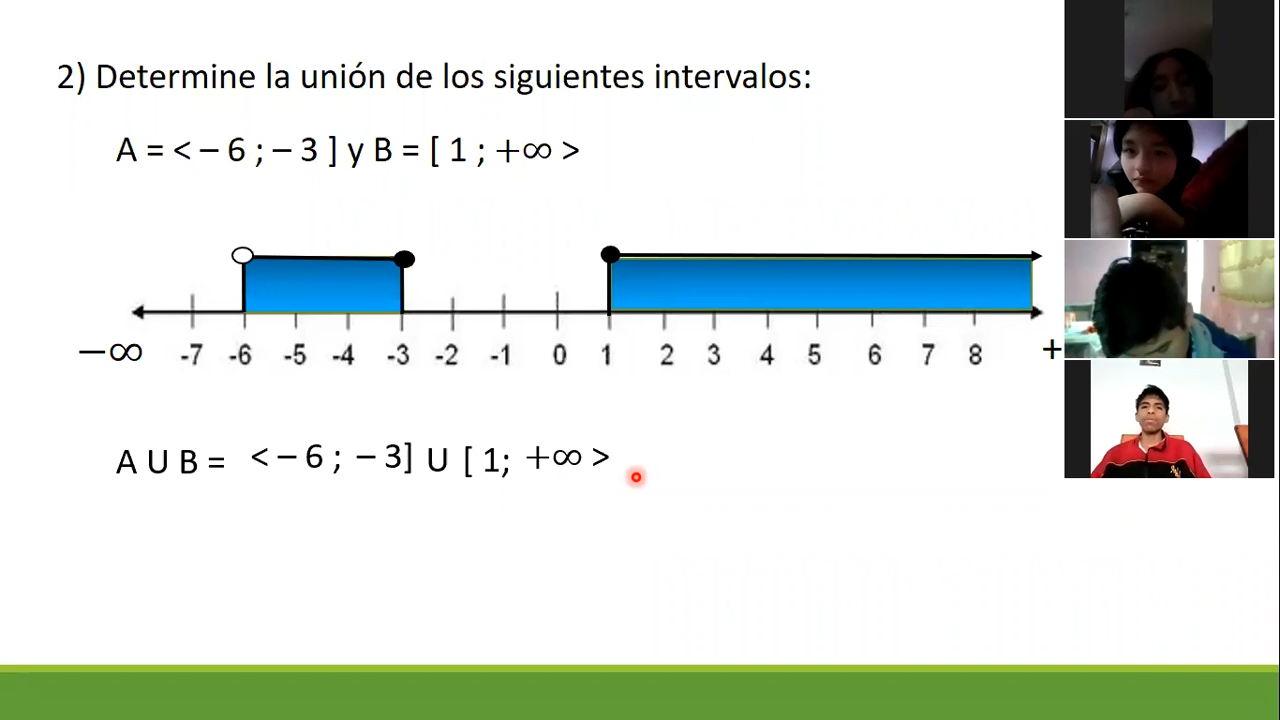 2) Determine la unión de los siguientes intervalos:
A = < – 6 ; – 3 ] y B = [ 1 ; +∞ >
−∞ -7 -6 -5 -4 -3 -2 -1 0 1 2 3 4 5 6 7 8 +
A U B = < – 6 ; – 3] U [ 1; +∞ >